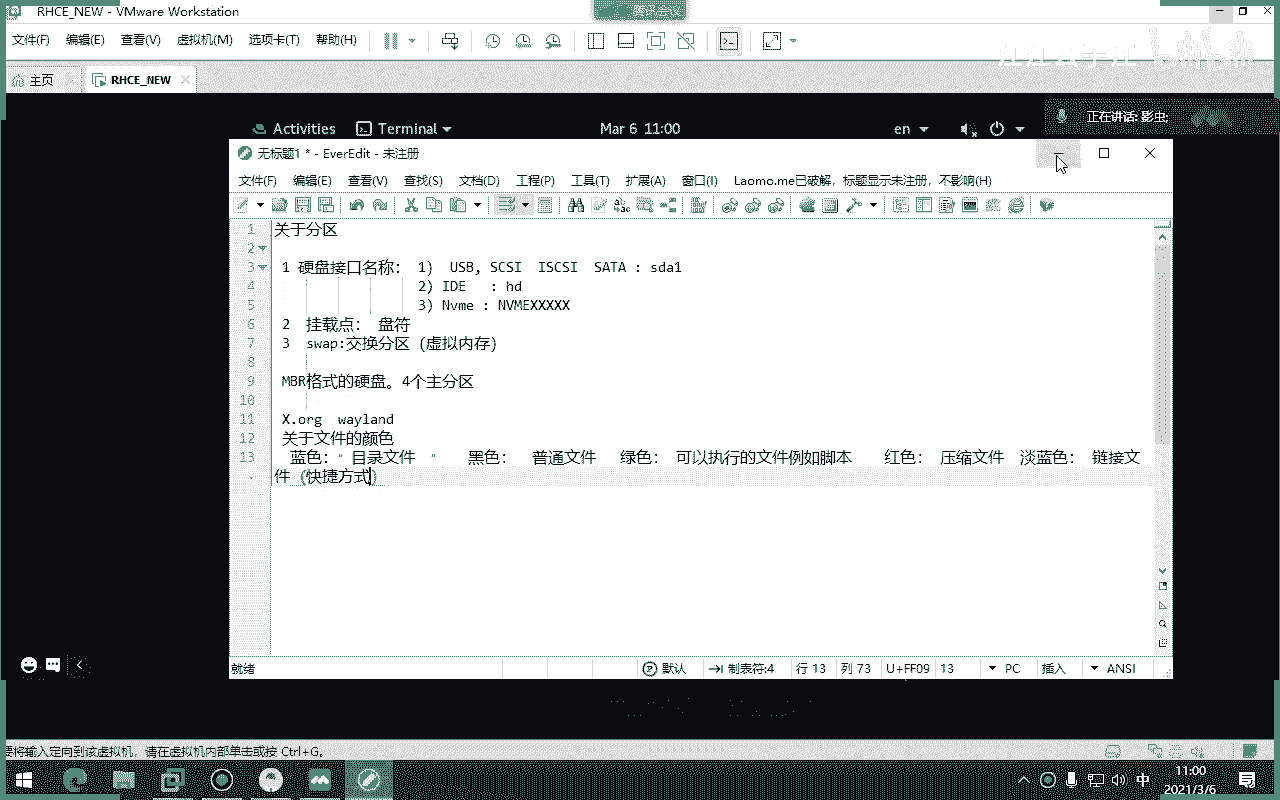 RHCE_NEW - VMware Workstation
文件(F) 编辑(E) 查看(V) 虚拟机(M) 选项卡(T) 帮助(H)
主页 RHCE_NEW
Activities Terminal Mar 6 11:00 en
正在讲话: 影虫;
无标题1 * - EverEdit - 未注册
文件(F) 编辑(E) 查看(V) 查找(S) 文档(D) 工程(P) 工具(T) 扩展(A) 窗口(I) Laomo.me已破解，标题显示未注册，不影响(H)
1 关于分区
2
3 1 硬盘接口名称： 1） USB, SCSI ISCSI SATA : sda1
4 2) IDE : hd
5 3) Nvme : NVMEXXXXX
6 2 挂载点： 盘符
7 3 swap:交换分区（虚拟内存）
8
9 MBR格式的硬盘。4个主分区
10
11 X.org wayland
12 关于文件的颜色
13 蓝色：“目录文件 ” 黑色： 普通文件 绿色： 可以执行的文件例如脚本 红色： 压缩文件 淡蓝色： 链接文
件（快捷方式）
就绪 默认 制表符:4 行 13 列 73 U+FF09 13 PC 插入 ANSI
要将输入定向到该虚拟机，请在虚拟机内部单击或按 Ctrl+G。
中 11:00
2021/3/6